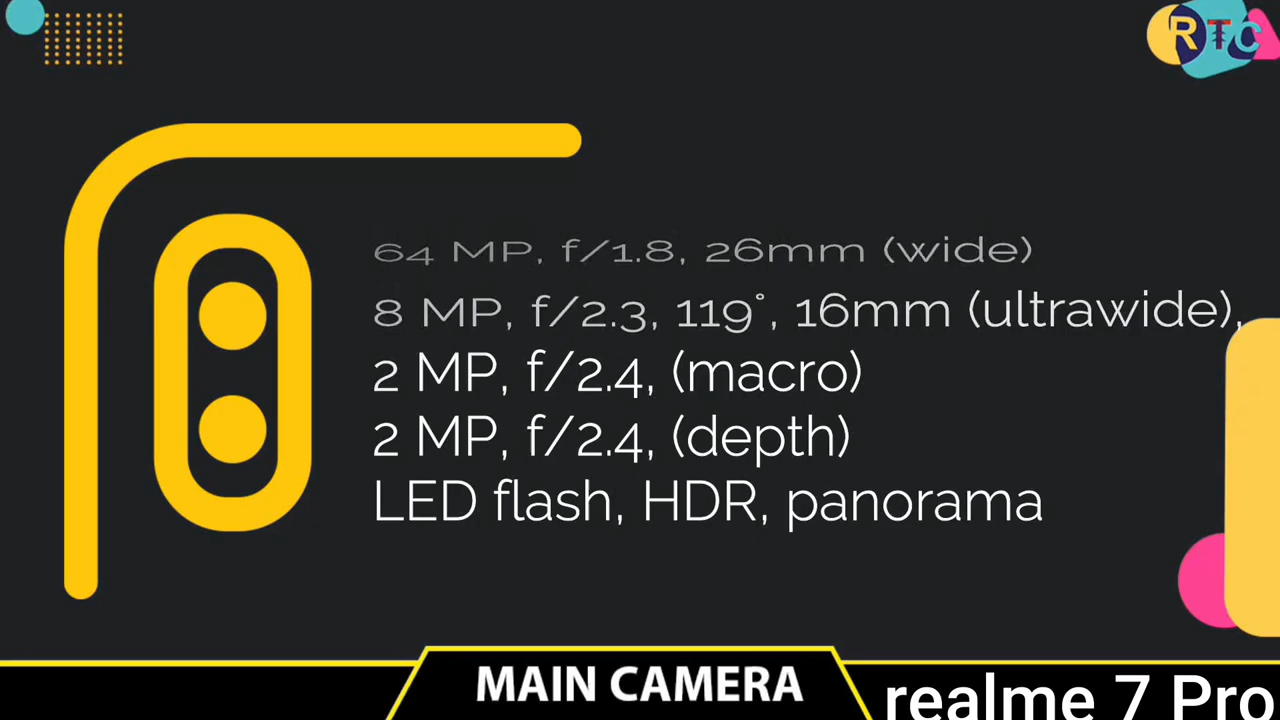 RTC
64 MP, f/1.8, 26mm (wide)
8 MP, f/2.3, 119˚, 16mm (ultrawide),
2 MP, f/2.4, (macro)
2 MP, f/2.4, (depth)
LED flash, HDR, panorama
MAIN CAMERA
realme 7 Pro